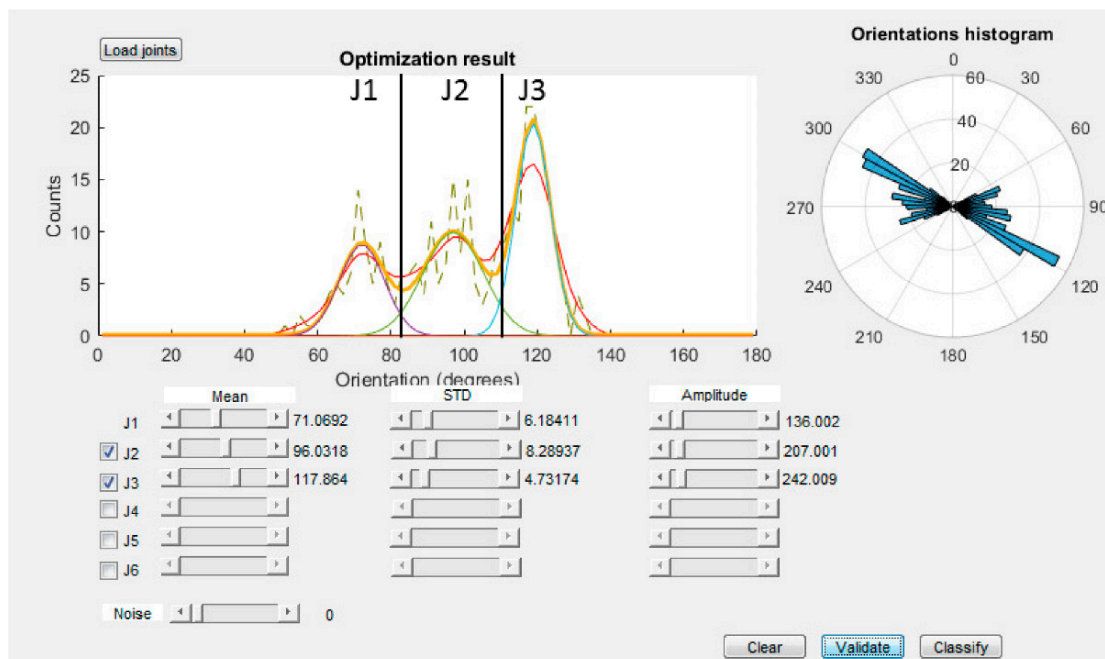 Load joints
Optimization result
J1 J2 J3
25
20
15
10
5
0
Counts
0 20 40 60 80 100 120 140 160 180
Orientation (degrees)
Orientations histogram
0
330 60 30
300 40 60
20
270 0 90
240 120
210 150
180
Mean STD Amplitude
J1 71.0692 6.18411 136.002
J2 96.0318 8.28937 207.001
J3 117.864 4.73174 242.009
J4
J5
J6
Noise 0
Clear Validate Classify